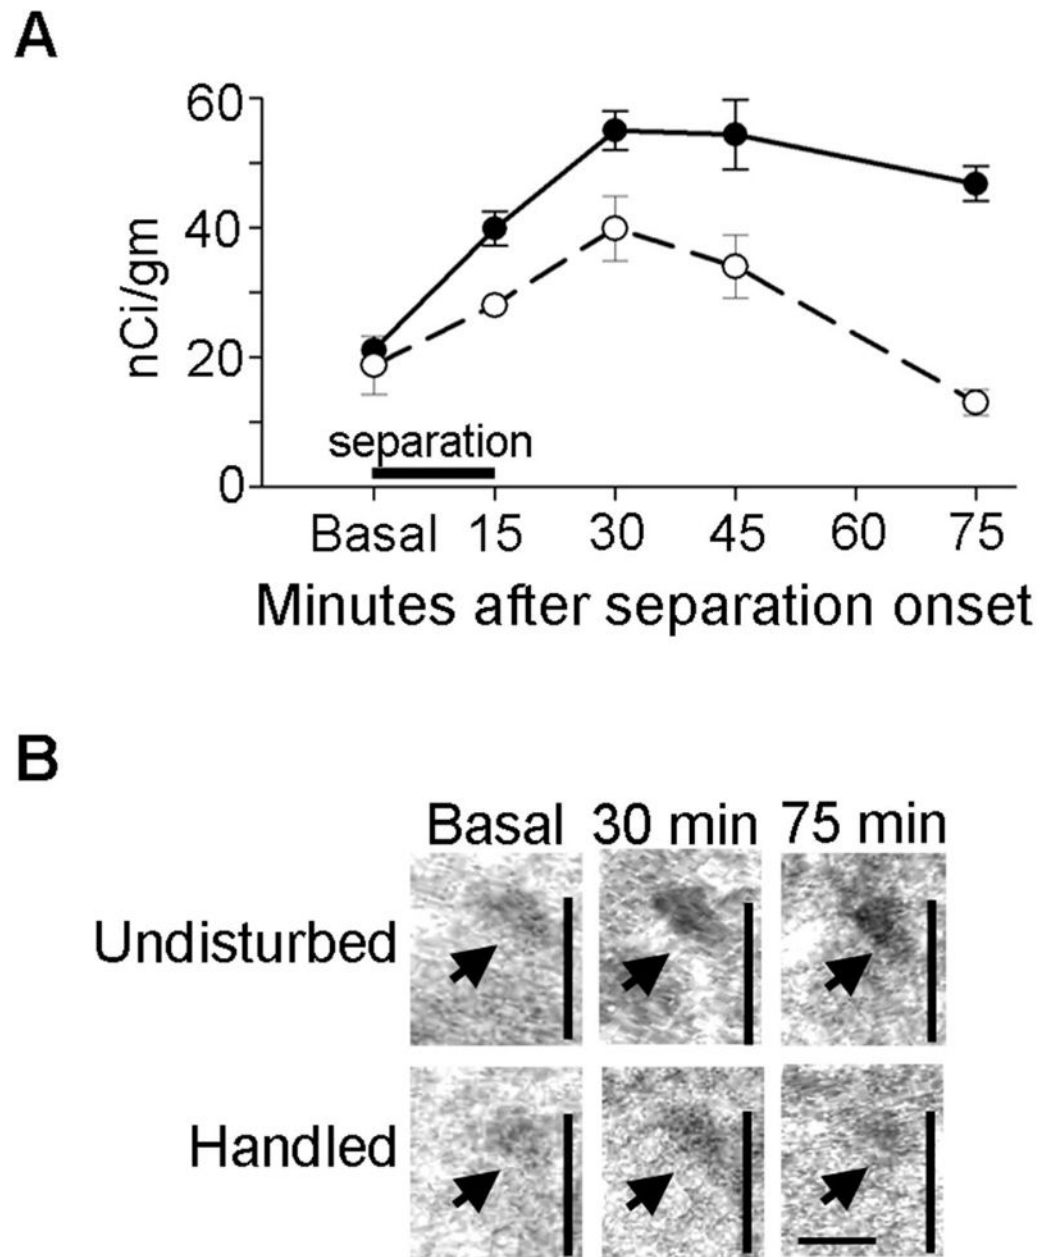 A
60
40
20
0
nCi/gm
separation
Basal 15 30 45 60 75
Minutes after separation onset
B
Basal 30 min 75 min
Undisturbed
Handled